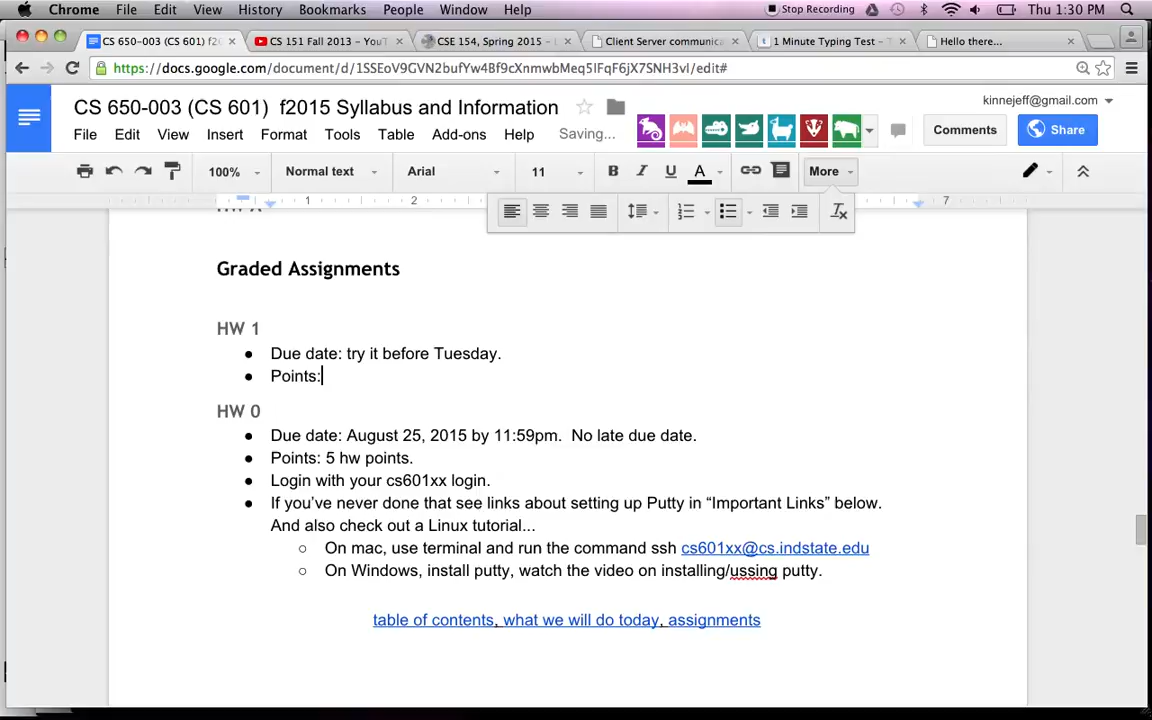 Chrome File Edit View History Bookmarks People Window Help Stop Recording Thu 1:30 PM
CS 650-003 (CS 601) f2 CS 151 Fall 2013 - YouT CSE 154, Spring 2015 - Client Server communica 1 Minute Typing Test - T Hello there...
https://docs.google.com/document/d/1SSEoV9GVN2bufYw4Bf9cXnmwbMeq5IFqF6jX7SNH3vI/edit#
CS 650-003 (CS 601) f2015 Syllabus and Information
kinnejeff@gmail.com
File Edit View Insert Format Tools Table Add-ons Help Saving...
Comments Share
100% Normal text Arial 11 B I U A More
1 2 7
Graded Assignments
HW 1
● Due date: try it before Tuesday.
● Points:
HW 0
● Due date: August 25, 2015 by 11:59pm. No late due date.
● Points: 5 hw points.
● Login with your cs601xx login.
● If you’ve never done that see links about setting up Putty in “Important Links” below.
And also check out a Linux tutorial...
○ On mac, use terminal and run the command ssh cs601xx@cs.indstate.edu
○ On Windows, install putty, watch the video on installing/ussing putty.
table of contents, what we will do today, assignments